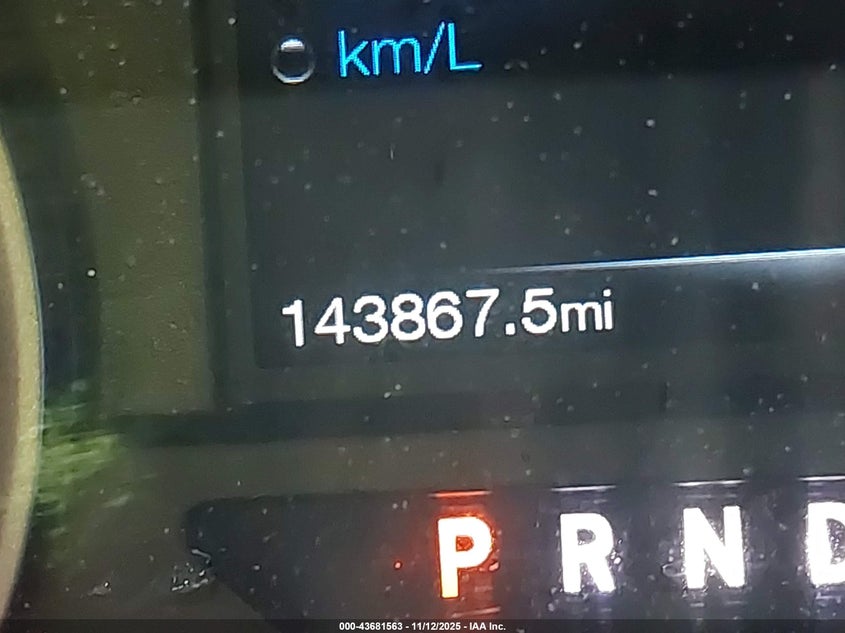 km/L
143867.5mi
P R N D
000-43681563 - 11/12/2025 - IAA Inc.